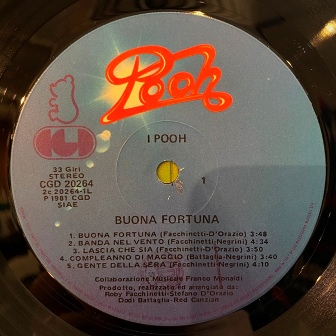 Pooh
I POOH
33 Giri
STEREO
CGD 20264
2c 20264-1L
P 1981 CGD
SIAE
1
BUONA FORTUNA
1. BUONA FORTUNA (Facchinetti-D'Orazio) 3:48
2. BANDA NEL VENTO (Facchinetti-Negrini) 4:34
3. LASCIA CHE SIA (Facchinetti-D'Orazio) 3:50
4. COMPLEANNO DI MAGGIO (Battaglia-Negrini) 3:40
5. GENTE DELLA SERA (Facchinetti-Negrini) 4:10
Collaborazione Musicale Franco Monaldi
Prodotto, realizzato ed arrangiato da:
Roby Facchinetti-Stefano D'Orazio
Dodi Battaglia-Red Canzian